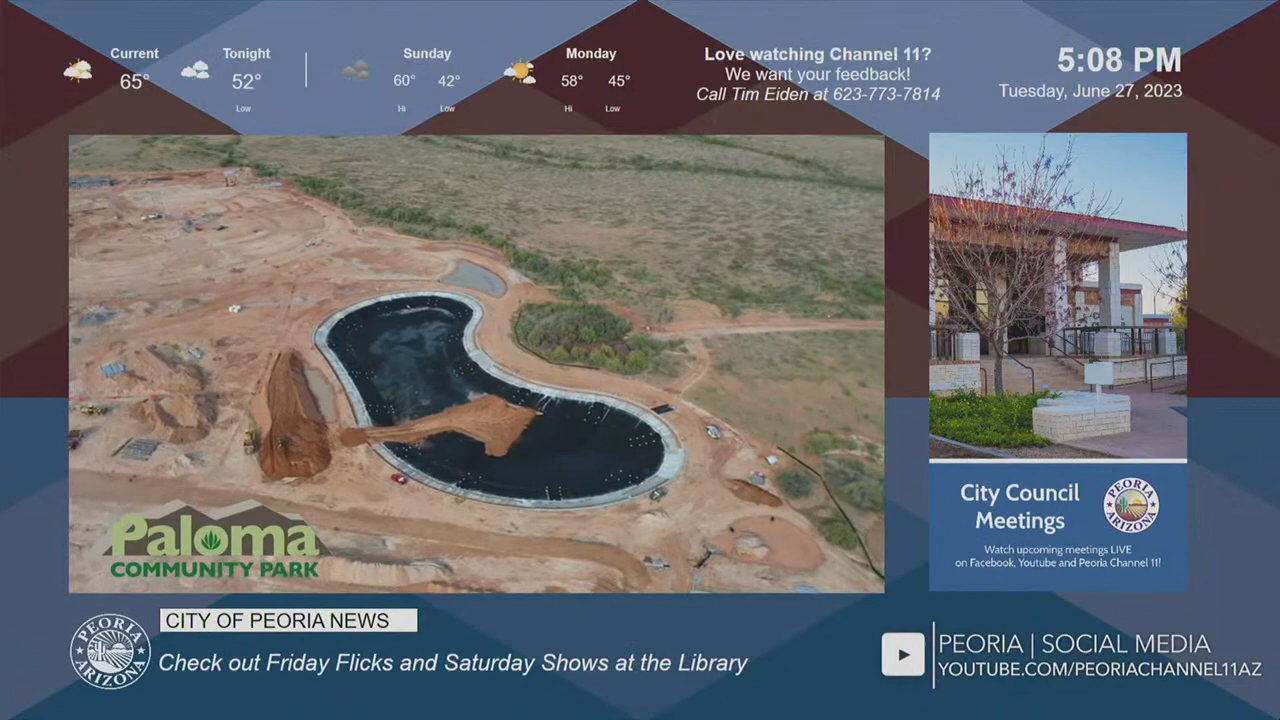 Current
65°
Tonight
52°
Low
Sunday
60° 42°
Hi Low
Monday
58° 45°
Hi Low
Love watching Channel 11?
We want your feedback!
Call Tim Eiden at 623-773-7814
5:08 PM
Tuesday, June 27, 2023
Paloma
COMMUNITY PARK
City Council
Meetings
PEORIA
ARIZONA
Watch upcoming meetings LIVE
on Facebook, Youtube and Peoria Channel 11!
PEORIA
ARIZONA
CITY OF PEORIA NEWS
Check out Friday Flicks and Saturday Shows at the Library
PEORIA | SOCIAL MEDIA
YOUTUBE.COM/PEORIACHANNEL11AZ